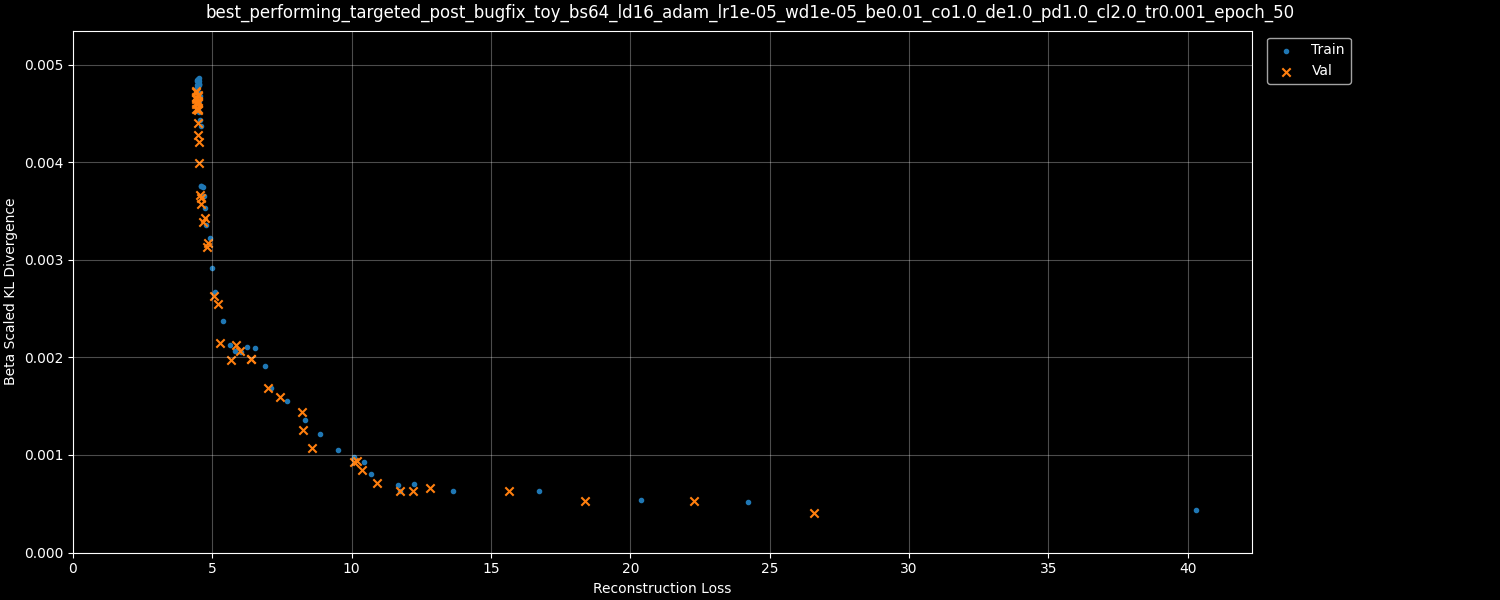 best_performing_targeted_post_bugfix_toy_bs64_ld16_adam_lr1e-05_wd1e-05_be0.01_co1.0_de1.0_pd1.0_cl2.0_tr0.001_epoch_50
Train
Val
0.005
0.004
0.003
0.002
0.001
0.000
Beta Scaled KL Divergence
0 5 10 15 20 25 30 35 40
Reconstruction Loss